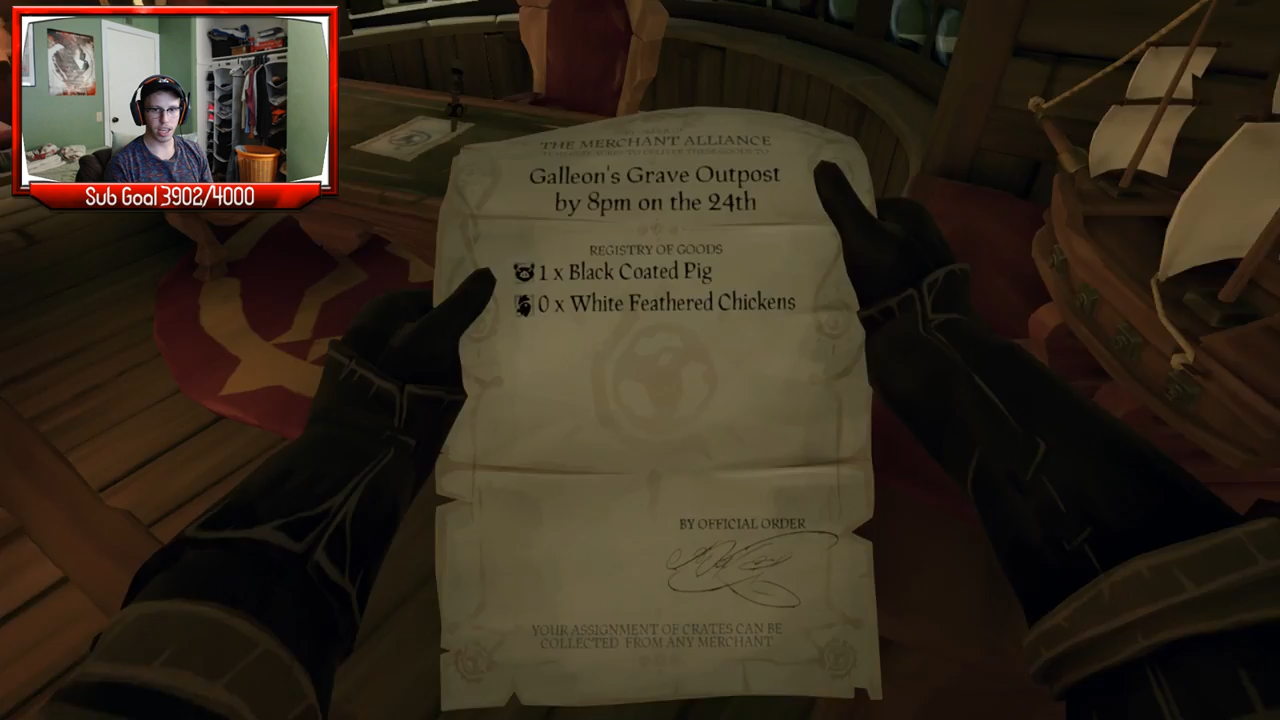 THE MERCHANT ALLIANCE
Galleon's Grave Outpost
by 8pm on the 24th
REGISTRY OF GOODS
1 x Black Coated Pig
0 x White Feathered Chickens
BY OFFICIAL ORDER
YOUR ASSIGNMENT OF CRATES CAN BE
COLLECTED FROM ANY MERCHANT
Sub Goal 3902/4000